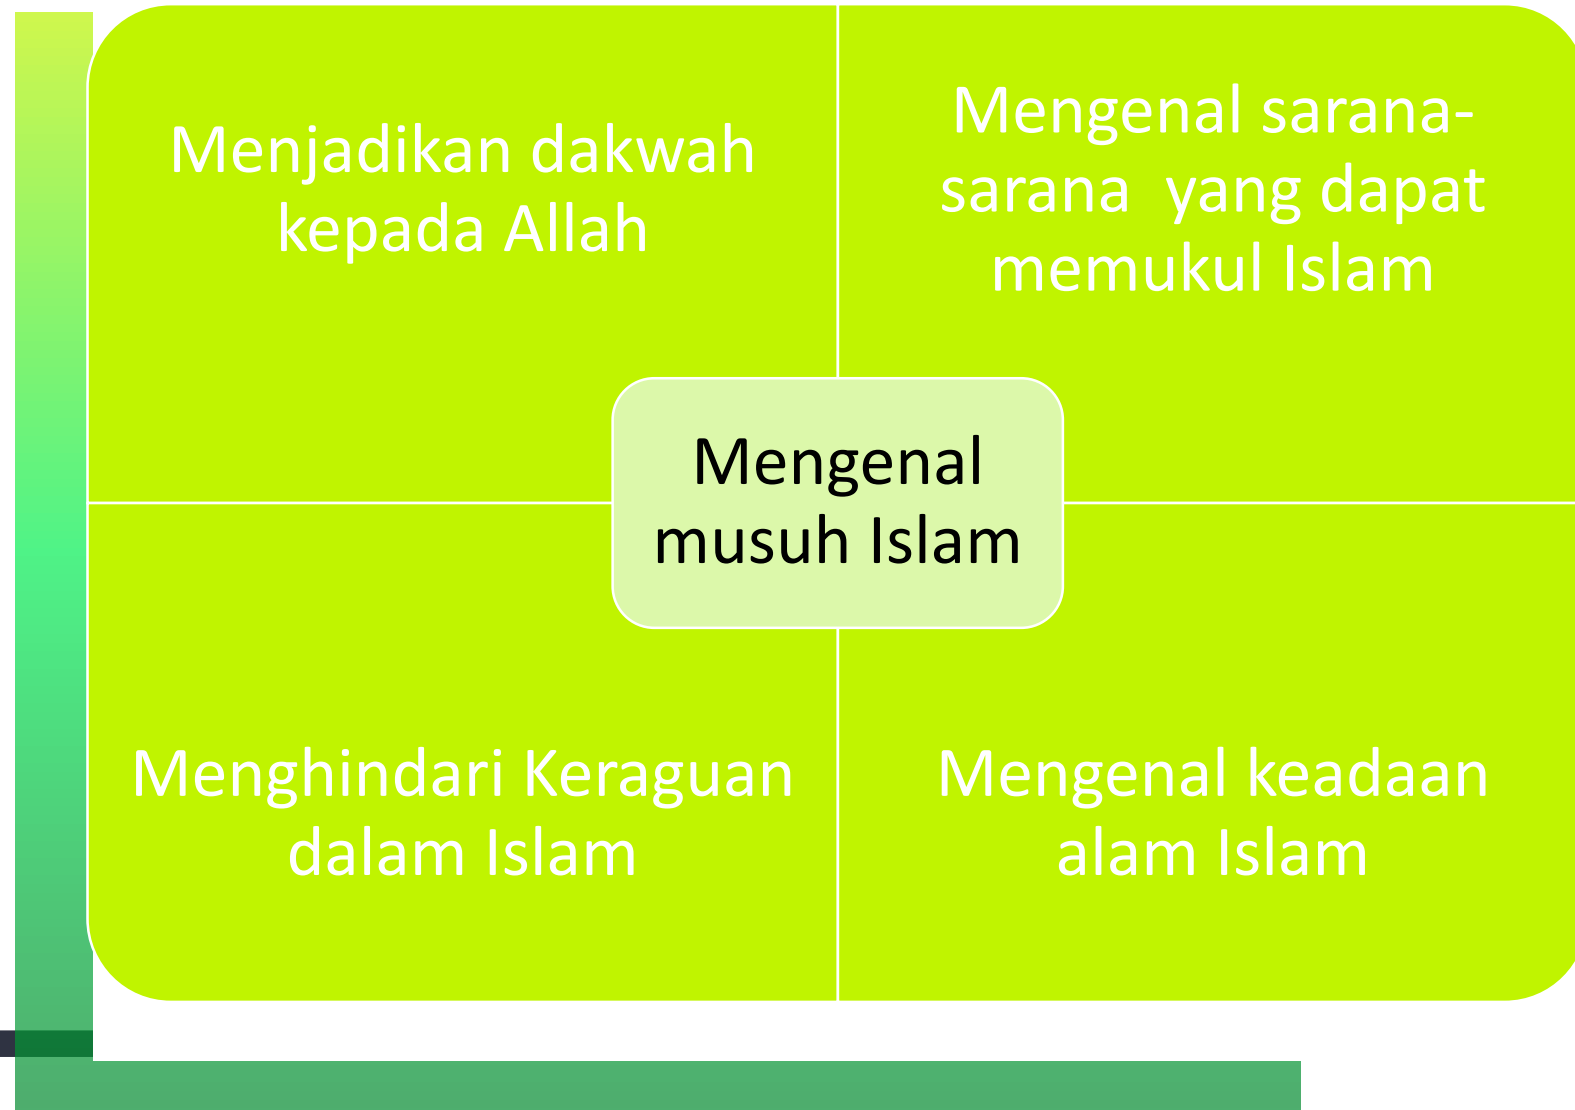 Menjadikan dakwah
kepada Allah
Mengenal sarana-
sarana  yang dapat
memukul Islam
Mengenal
musuh Islam
Menghindari Keraguan
dalam Islam
Mengenal keadaan
alam Islam